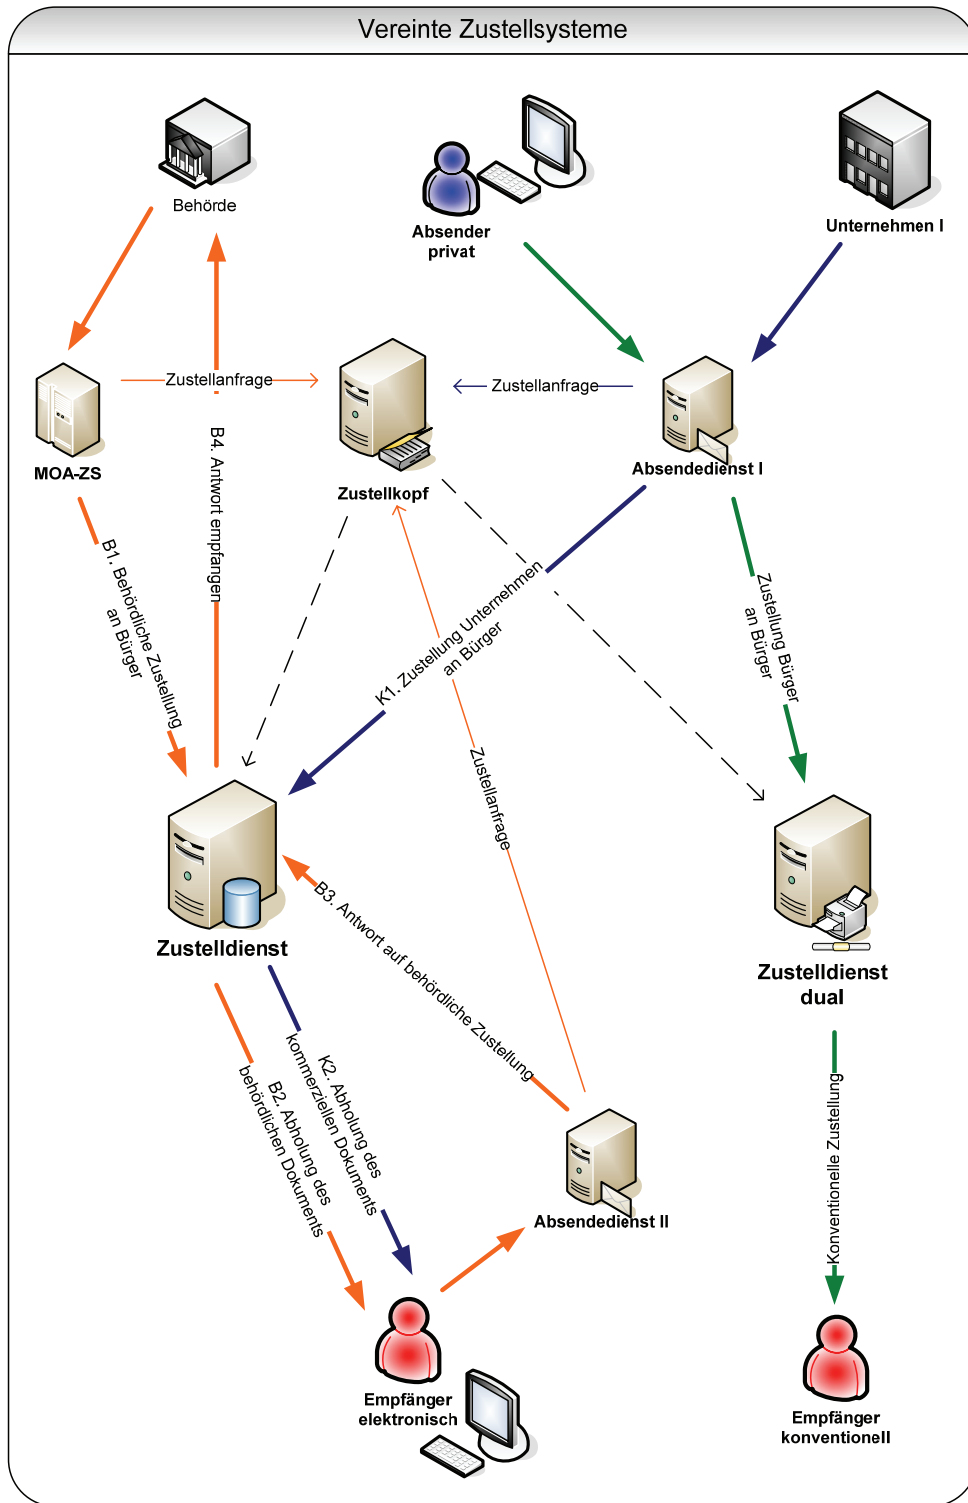 Vereinte Zustellsysteme
Behörde
Absender
privat
Unternehmen I
Zustellanfrage
Zustellanfrage
MOA-ZS
Zustellkopf
Absendedienst I
B4. Antwort empfangen
B1. Behördliche Zustellung
an Bürger
K1. Zustellung Unternehmen
an Bürger
Zustellung Bürger
an Bürger
Zustellanfrage
B3. Antwort auf behördliche Zustellung
Zustelldienst
Zustelldienst
dual
K2. Abholung des
kommerziellen Dokuments
B2. Abholung des
behördlichen Dokuments
Konventionelle Zustellung
Absendedienst II
Empfänger
elektronisch
Empfänger
konventionell